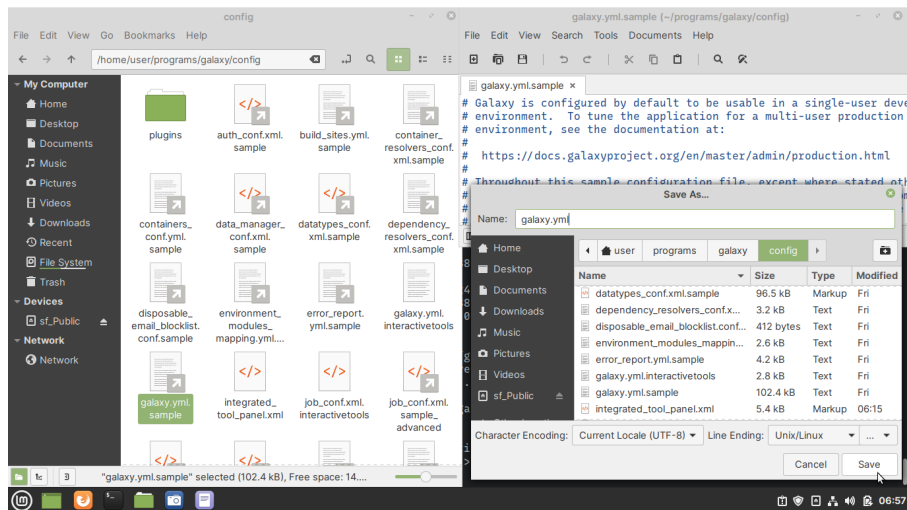 config
File Edit View Go Bookmarks Help
/home/user/programs/galaxy/config
My Computer
Home
Desktop
Documents
Music
Pictures
Videos
Downloads
Recent
File System
Trash
Devices
sf_Public
Network
Network
plugins
auth_conf.xml.
sample
build_sites.yml.
sample
container_
resolvers_conf.
xml.sample
containers_
conf.yml.
sample
data_manager_
conf.xml.
sample
datatypes_conf.
xml.sample
dependency_
resolvers_conf.
xml.sample
disposable_
email_blocklist.
conf.sample
environment_
modules_
mapping.yml....
error_report.
yml.sample
galaxy.yml.
interactivetools
galaxy.yml.
sample
integrated_
tool_panel.xml
job_conf.xml.
interactivetools
job_conf.xml.
sample_
advanced
"galaxy.yml.sample" selected (102.4 kB), Free space: 14....
galaxy.yml.sample (~/programs/galaxy/config)
File Edit View Search Tools Documents Help
galaxy.yml.sample
# Galaxy is configured by default to be usable in a single-user deve
# environment. To tune the application for a multi-user production
# environment, see the documentation at:
#
# https://docs.galaxyproject.org/en/master/admin/production.html
#
# Throughout this sample configuration file, except where stated oth
Save As...
Name: galaxy.yml
Home
Desktop
Documents
Downloads
Music
Pictures
Videos
sf_Public
user programs galaxy config
Name Size Type Modified
datatypes_conf.xml.sample 96.5 kB Markup Fri
dependency_resolvers_conf.x... 3.2 kB Text Fri
disposable_email_blocklist.conf... 412 bytes Text Fri
environment_modules_mappin... 2.6 kB Text Fri
error_report.yml.sample 4.2 kB Text Fri
galaxy.yml.interactivetools 2.8 kB Text Fri
galaxy.yml.sample 102.4 kB Text Fri
integrated_tool_panel.xml 5.4 kB Markup 06:15
Character Encoding: Current Locale (UTF-8) Line Ending: Unix/Linux ...
Cancel Save
06:57